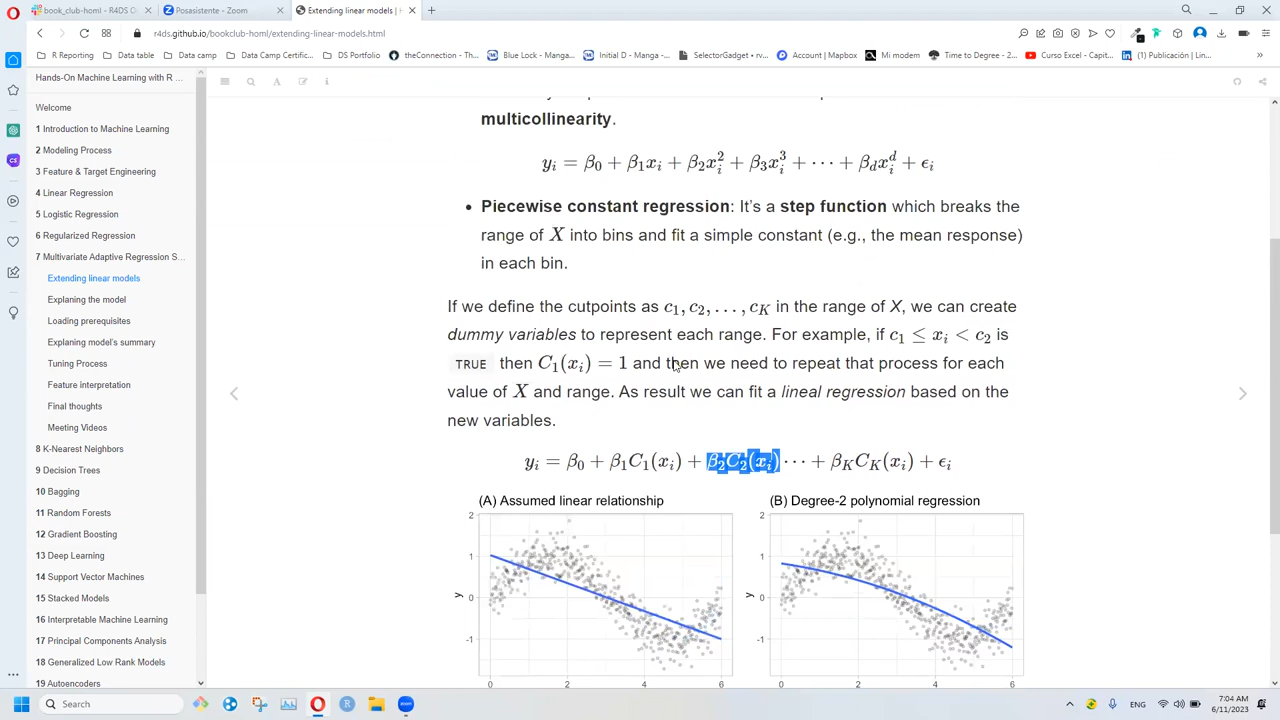 book_club-homl - R4DS C
Posasistente - Zoom
Extending linear models | H
r4ds.github.io/bookclub-homl/extending-linear-models.html
R Reporting
Data table
Data camp
Data Camp Certific...
DS Portfolio
theConnection - Th...
Blue Lock - Manga...
Initial D - Manga -...
SelectorGadget • rv...
Account | Mapbox
Mi modem
Time to Degree - 2...
Curso Excel - Capit...
(1) Publicación | Lin...
Hands-On Machine Learning with R ...
Welcome
1 Introduction to Machine Learning
2 Modeling Process
3 Feature & Target Engineering
4 Linear Regression
5 Logistic Regression
6 Regularized Regression
7 Multivariate Adaptive Regression S...
Extending linear models
Explaning the model
Loading prerequisites
Explaning model's summary
Tuning Process
Feature interpretation
Final thoughts
Meeting Videos
8 K-Nearest Neighbors
9 Decision Trees
10 Bagging
11 Random Forests
12 Gradient Boosting
13 Deep Learning
14 Support Vector Machines
15 Stacked Models
16 Interpretable Machine Learning
17 Principal Components Analysis
18 Generalized Low Rank Models
19 Autoencoders
multicollinearity.
yᵢ = β₀ + β₁xᵢ + β₂xᵢ² + β₃xᵢ³ + ⋯ + β_d xᵢᵈ + ϵᵢ
• Piecewise constant regression: It's a step function which breaks the
range of X into bins and fit a simple constant (e.g., the mean response)
in each bin.
If we define the cutpoints as c₁, c₂, …, c_K in the range of X, we can create
dummy variables to represent each range. For example, if c₁ ≤ xᵢ < c₂ is
TRUE then C₁(xᵢ) = 1 and then we need to repeat that process for each
value of X and range. As result we can fit a lineal regression based on the
new variables.
yᵢ = β₀ + β₁C₁(xᵢ) + β₂C₂(xᵢ) ⋯ + β_K C_K(xᵢ) + ϵᵢ
(A) Assumed linear relationship
2
1
0
-1
y
0 2 4 6
(B) Degree-2 polynomial regression
2
1
0
-1
y
0 2 4 6
Search
ENG
7:04 AM
6/11/2023